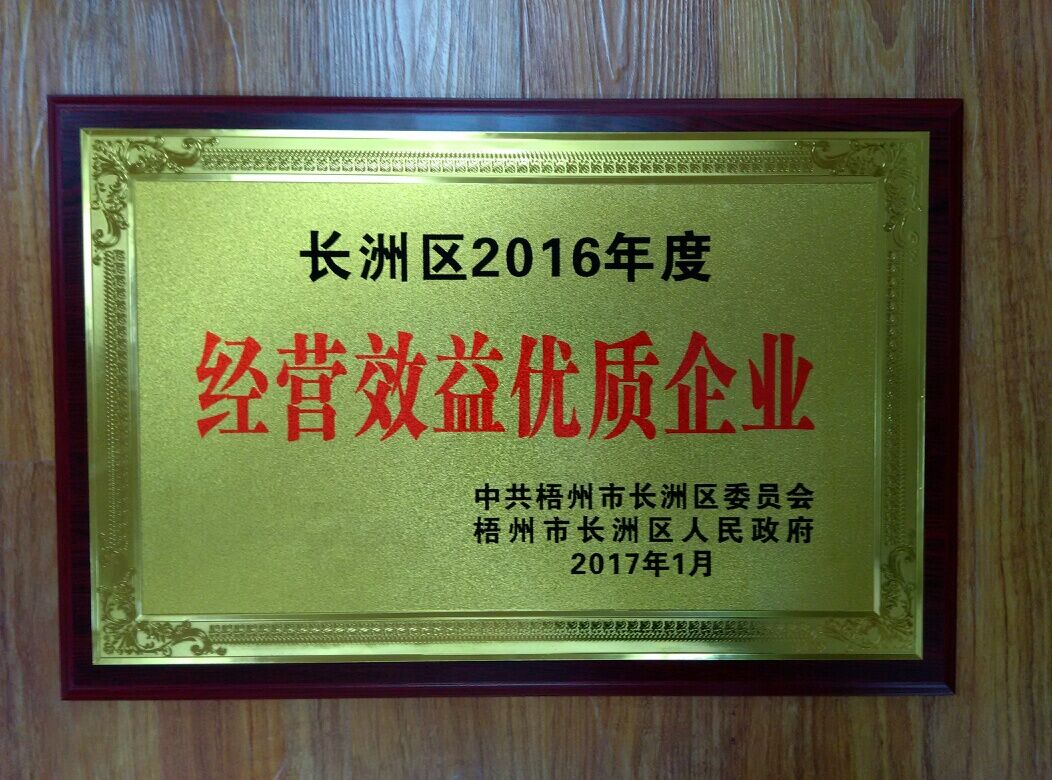 长洲区2016年度
经营效益优质企业
中共梧州市长洲区委员会
梧州市长洲区人民政府
2017年1月